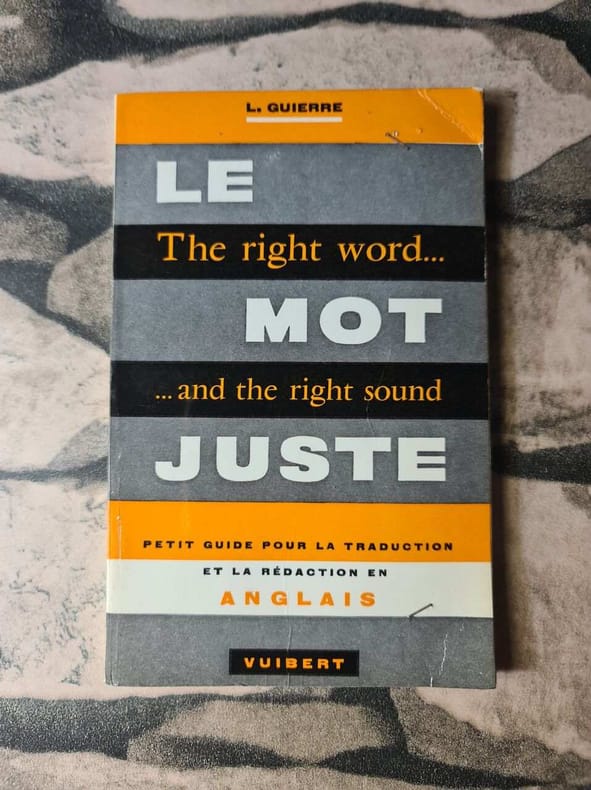 L. GUIERRE
LE
The right word...
MOT
...and the right sound
JUSTE
PETIT GUIDE POUR LA TRADUCTION
ET LA RÉDACTION EN
ANGLAIS
VUIBERT